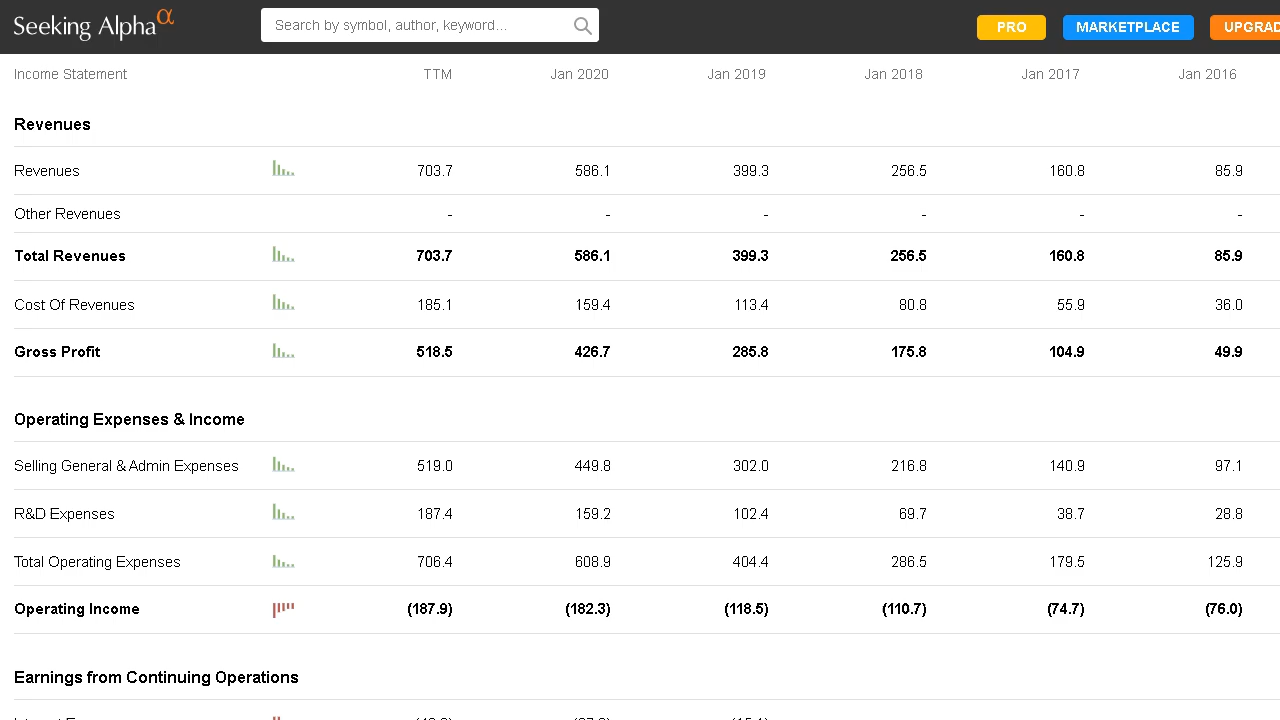 Seeking Alpha α Search by symbol, author, keyword... PRO MARKETPLACE UPGRAD
Income Statement TTM Jan 2020 Jan 2019 Jan 2018 Jan 2017 Jan 2016
Revenues
Revenues 703.7 586.1 399.3 256.5 160.8 85.9
Other Revenues - - - - - -
Total Revenues 703.7 586.1 399.3 256.5 160.8 85.9
Cost Of Revenues 185.1 159.4 113.4 80.8 55.9 36.0
Gross Profit 518.5 426.7 285.8 175.8 104.9 49.9
Operating Expenses & Income
Selling General & Admin Expenses 519.0 449.8 302.0 216.8 140.9 97.1
R&D Expenses 187.4 159.2 102.4 69.7 38.7 28.8
Total Operating Expenses 706.4 608.9 404.4 286.5 179.5 125.9
Operating Income (187.9) (182.3) (118.5) (110.7) (74.7) (76.0)
Earnings from Continuing Operations